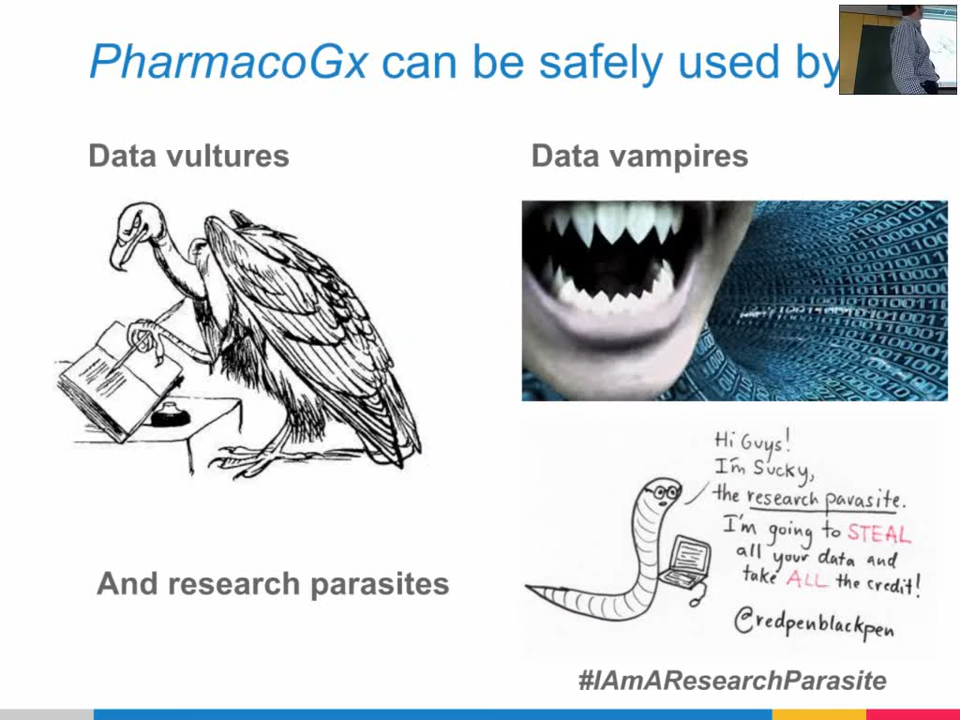 PharmacoGx can be safely used by
Data vultures
Data vampires
Hi Guys!
I'm Sucky,
the research parasite.
I'm going to STEAL
all your data and
take ALL the credit!
@redpenblackpen
And research parasites
#IAmAResearchParasite